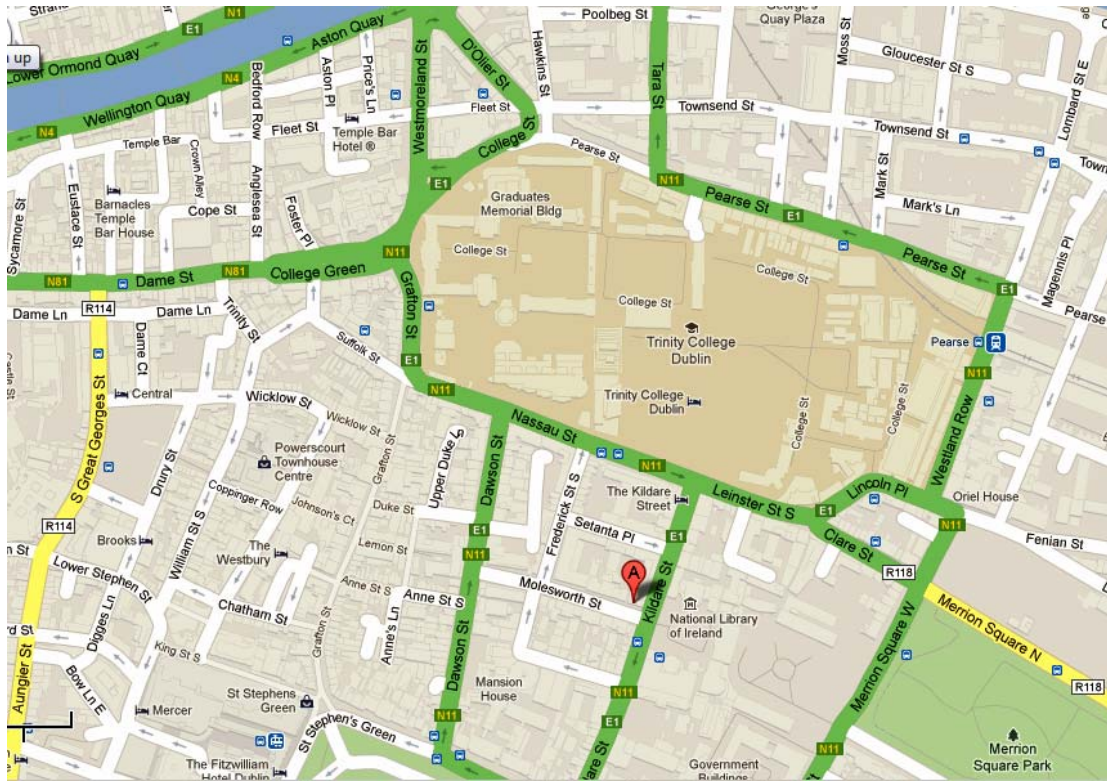 Strand
N1
E1
Lower Ormond Quay
n up
Wellington Quay
N4
N4
Aston Quay
Bedford Row
Aston Pl
Price's Ln
Westmoreland St
D'Olier St
Hawkins St
Poolbeg St
George's
Quay Plaza
Moss St
Gloucester St S
Lombard St E
Tara St
Townsend St
Townsend St
Town
Fleet St
Fleet St
Temple Bar
Hotel ®
Temple Bar
Crown Alley
Anglesea St
College St
E1
Pearse St
N11
Pearse St
E1
Mark St
Mark's Ln
Magennis Pl
Sycamore St
Eustace St
Barnacles
Temple
Bar House
Cope St
Foster Pl
Graduates
Memorial Bldg
College St
College St
College St
Pearse St
E1
Pearse
N81
Dame St
N81
College Green
N11
Grafton St
E1
R114
Dame Ln
Dame Ln
Dame Ct
Trinity St
Suffolk St
Trinity College
Dublin
Trinity College
Dublin
Pearse
N11
Westland Row
College St
College St
S Great Georges St
Central
Wicklow St
Wicklow St
Grafton St
N11
Nassau St
N11
Leinster St S
E1
Lincoln Pl
Oriel House
N11
Fenian St
Clare St
R118
Drury St
Powerscourt
Townhouse
Centre
Coppinger Row
Johnson's Ct
Upper Duke L
Duke St
Dawson St
E1
N11
Frederick St S
The Kildare
Street
Setanta Pl
E1
R114
Brooks
William St S
The
Westbury
Lemon St
Anne St S
Anne St S
Anne's Ln
Molesworth St
A
Kildare St
National Library
of Ireland
Merrion Square W
Merrion Square N
R118
Lower Stephen St
Digges Ln
Chatham St
Grafton St
King St S
Bow Ln E
Aungier St
Mercer
St Stephens
Green
St Stephen's Green
Dawson St
N11
Mansion
House
N11
E1
The Fitzwilliam
Hotel Dublin
Government
Buildings
N11
Merrion
Square Park